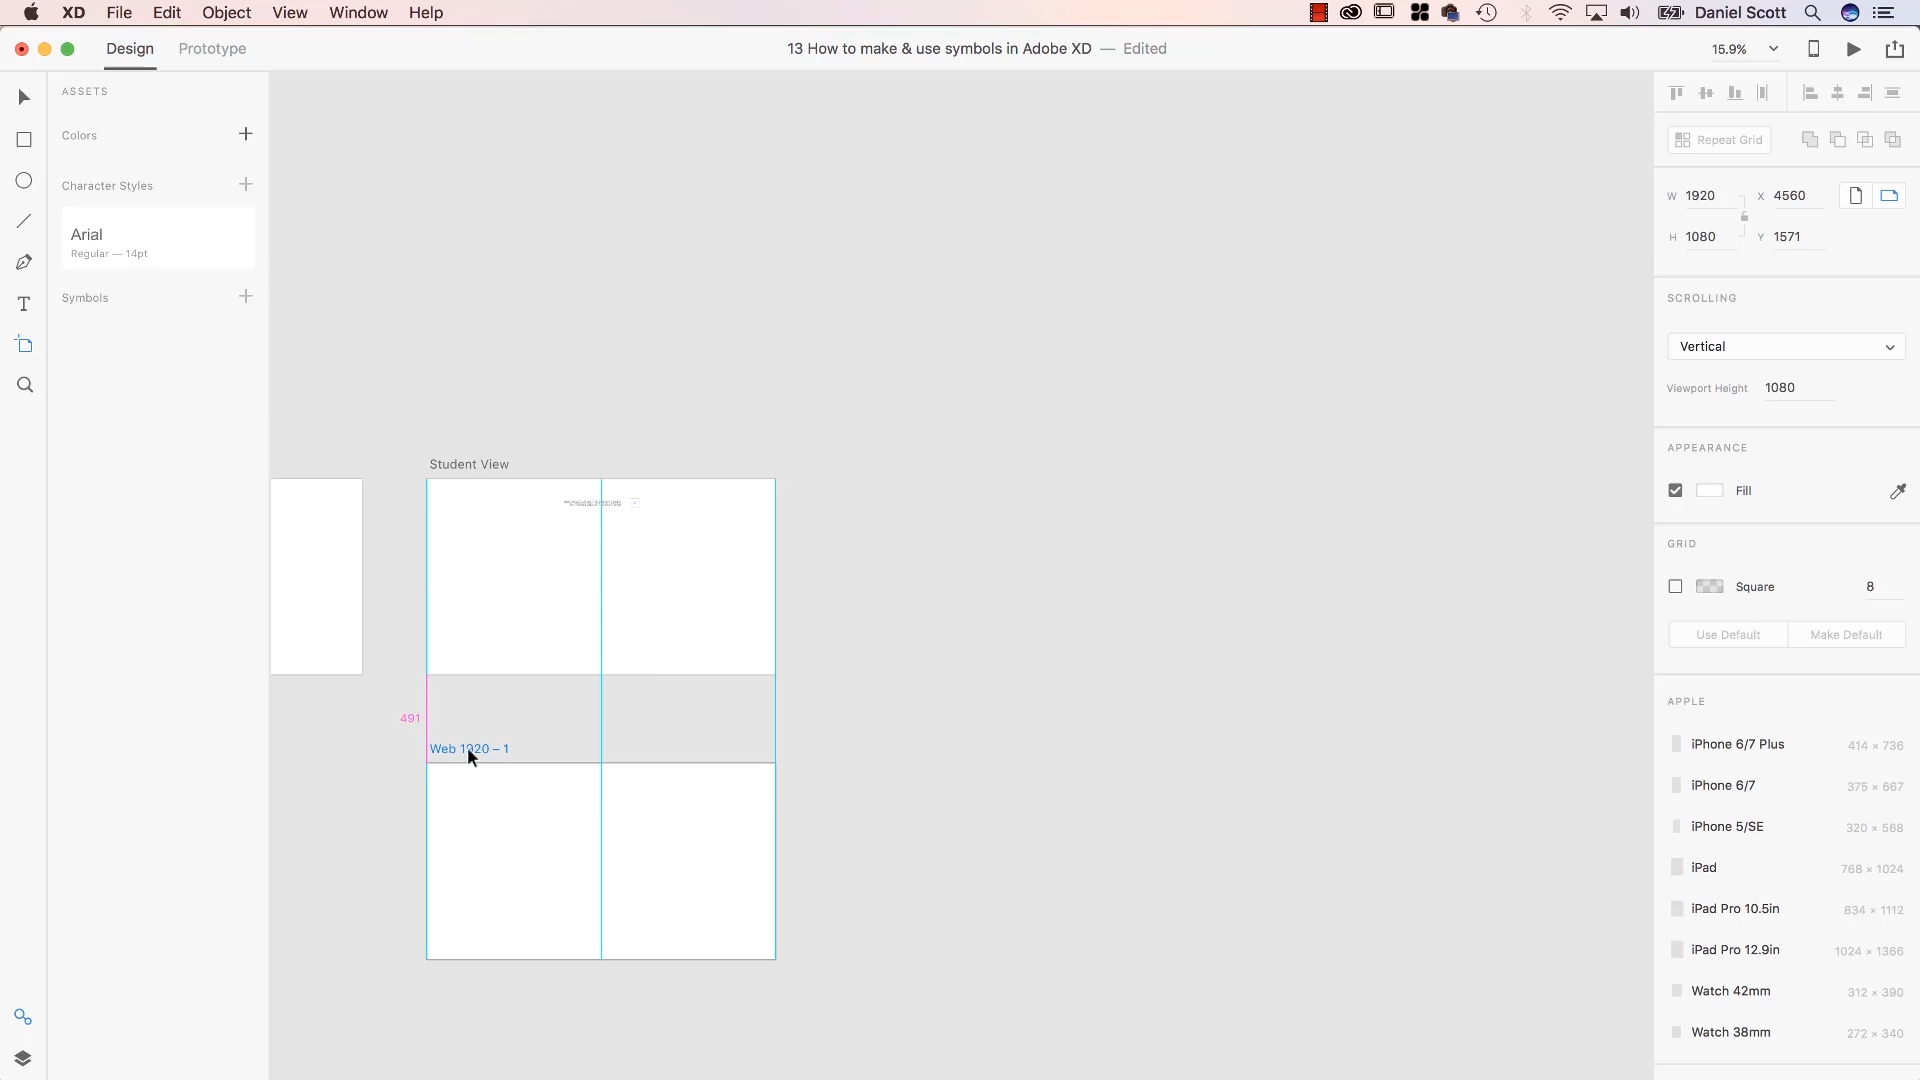 XD File Edit Object View Window Help Daniel Scott
Design Prototype 13 How to make & use symbols in Adobe XD — Edited 15.9%
ASSETS
Colors
Character Styles
Arial
Regular — 14pt
Symbols
Student View
491
Web 1920 – 1
Repeat Grid
W 1920 X 4560
H 1080 Y 1571
SCROLLING
Vertical
Viewport Height 1080
APPEARANCE
Fill
GRID
Square 8
Use Default Make Default
APPLE
iPhone 6/7 Plus 414 × 736
iPhone 6/7 375 × 667
iPhone 5/SE 320 × 568
iPad 768 × 1024
iPad Pro 10.5in 834 × 1112
iPad Pro 12.9in 1024 × 1366
Watch 42mm 312 × 390
Watch 38mm 272 × 340